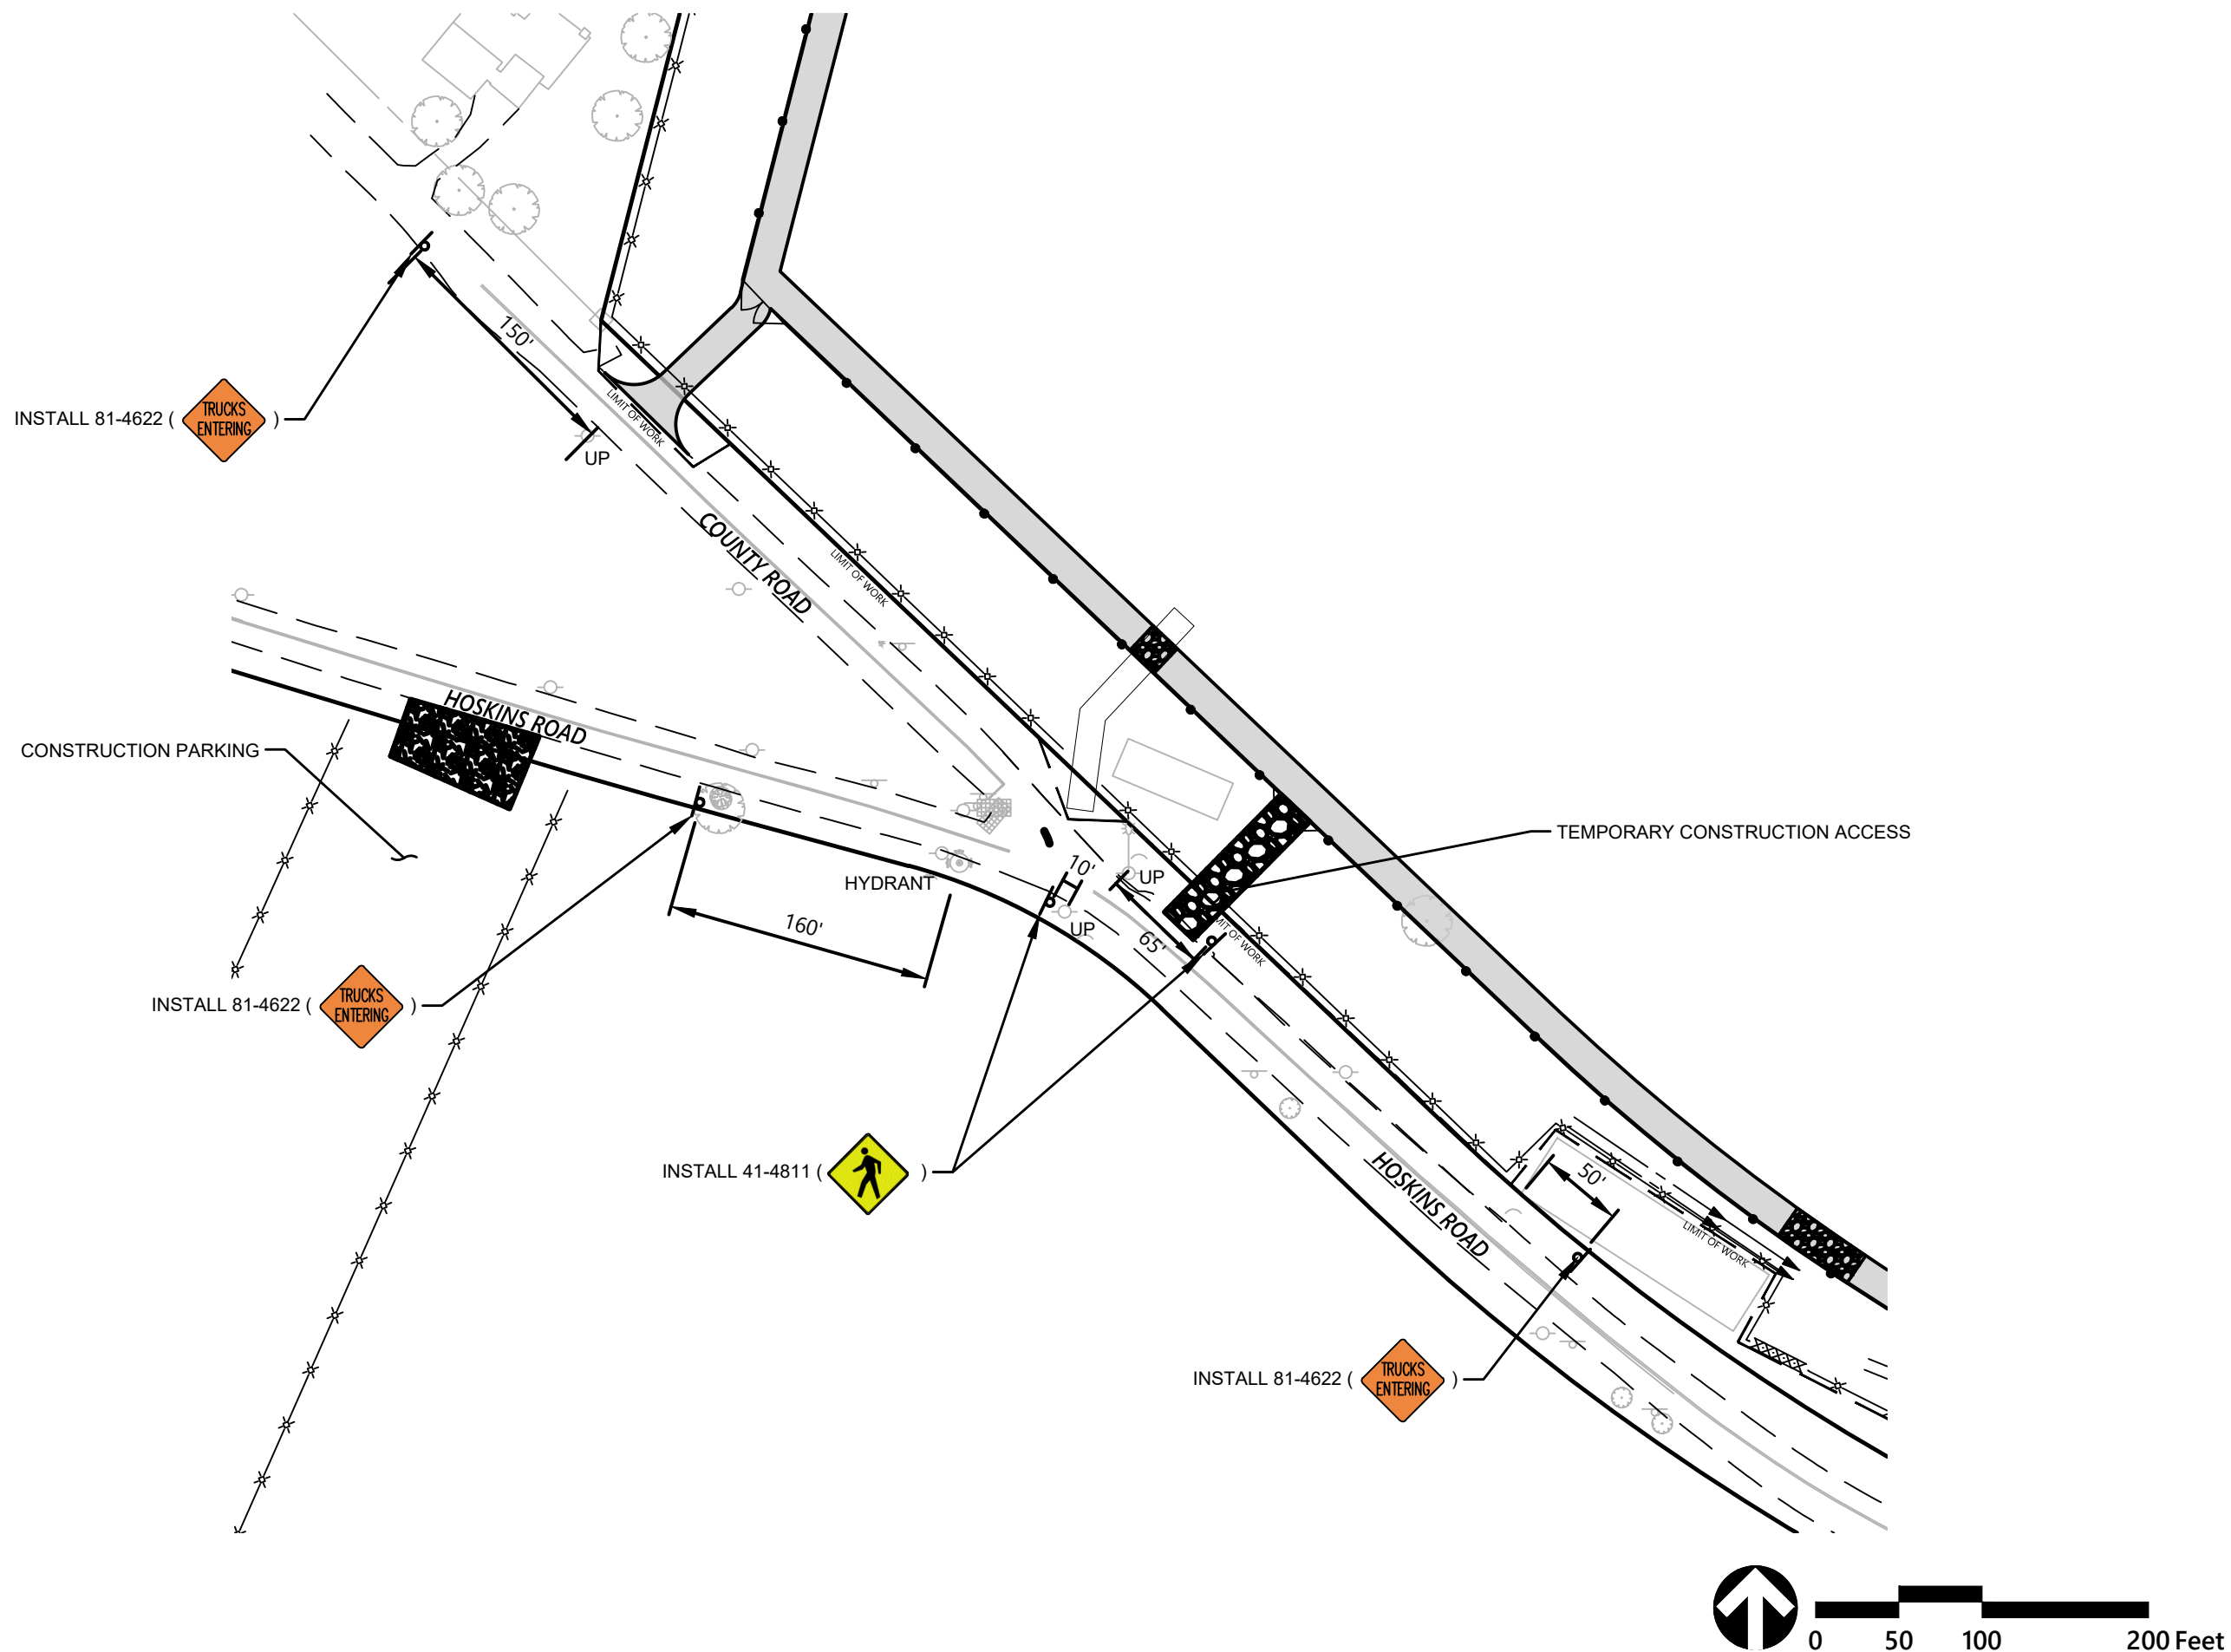 150'
INSTALL 81-4622 ( TRUCKS ENTERING )
LIMIT OF WORK
UP
COUNTY ROAD
LIMIT OF WORK
HOSKINS ROAD
CONSTRUCTION PARKING
TEMPORARY CONSTRUCTION ACCESS
10'
UP
HYDRANT
160'
UP
65'
LIMIT OF WORK
INSTALL 81-4622 ( TRUCKS ENTERING )
INSTALL 41-4811 ( )
HOSKINS ROAD
50'
LIMIT OF WORK
INSTALL 81-4622 ( TRUCKS ENTERING )
0 50 100 200 Feet